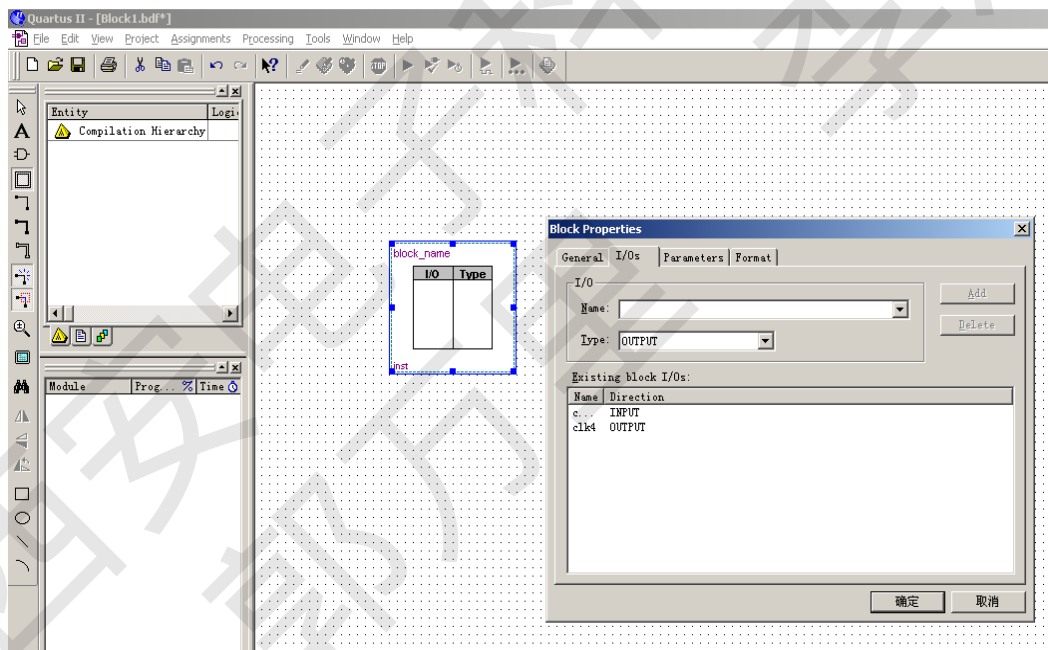 Quartus II - [Block1.bdf*]
File Edit View Project Assignments Processing Tools Window Help
STOP
Entity
Compilation Hierarchy
block_name
I/O Type
inst
Module Prog... % Time
Block Properties
General I/Os Parameters Format
I/O
Name:
Add
Type: OUTPUT
Delete
Existing block I/Os:
Name Direction
c... INPUT
clk4 OUTPUT
确定 取消